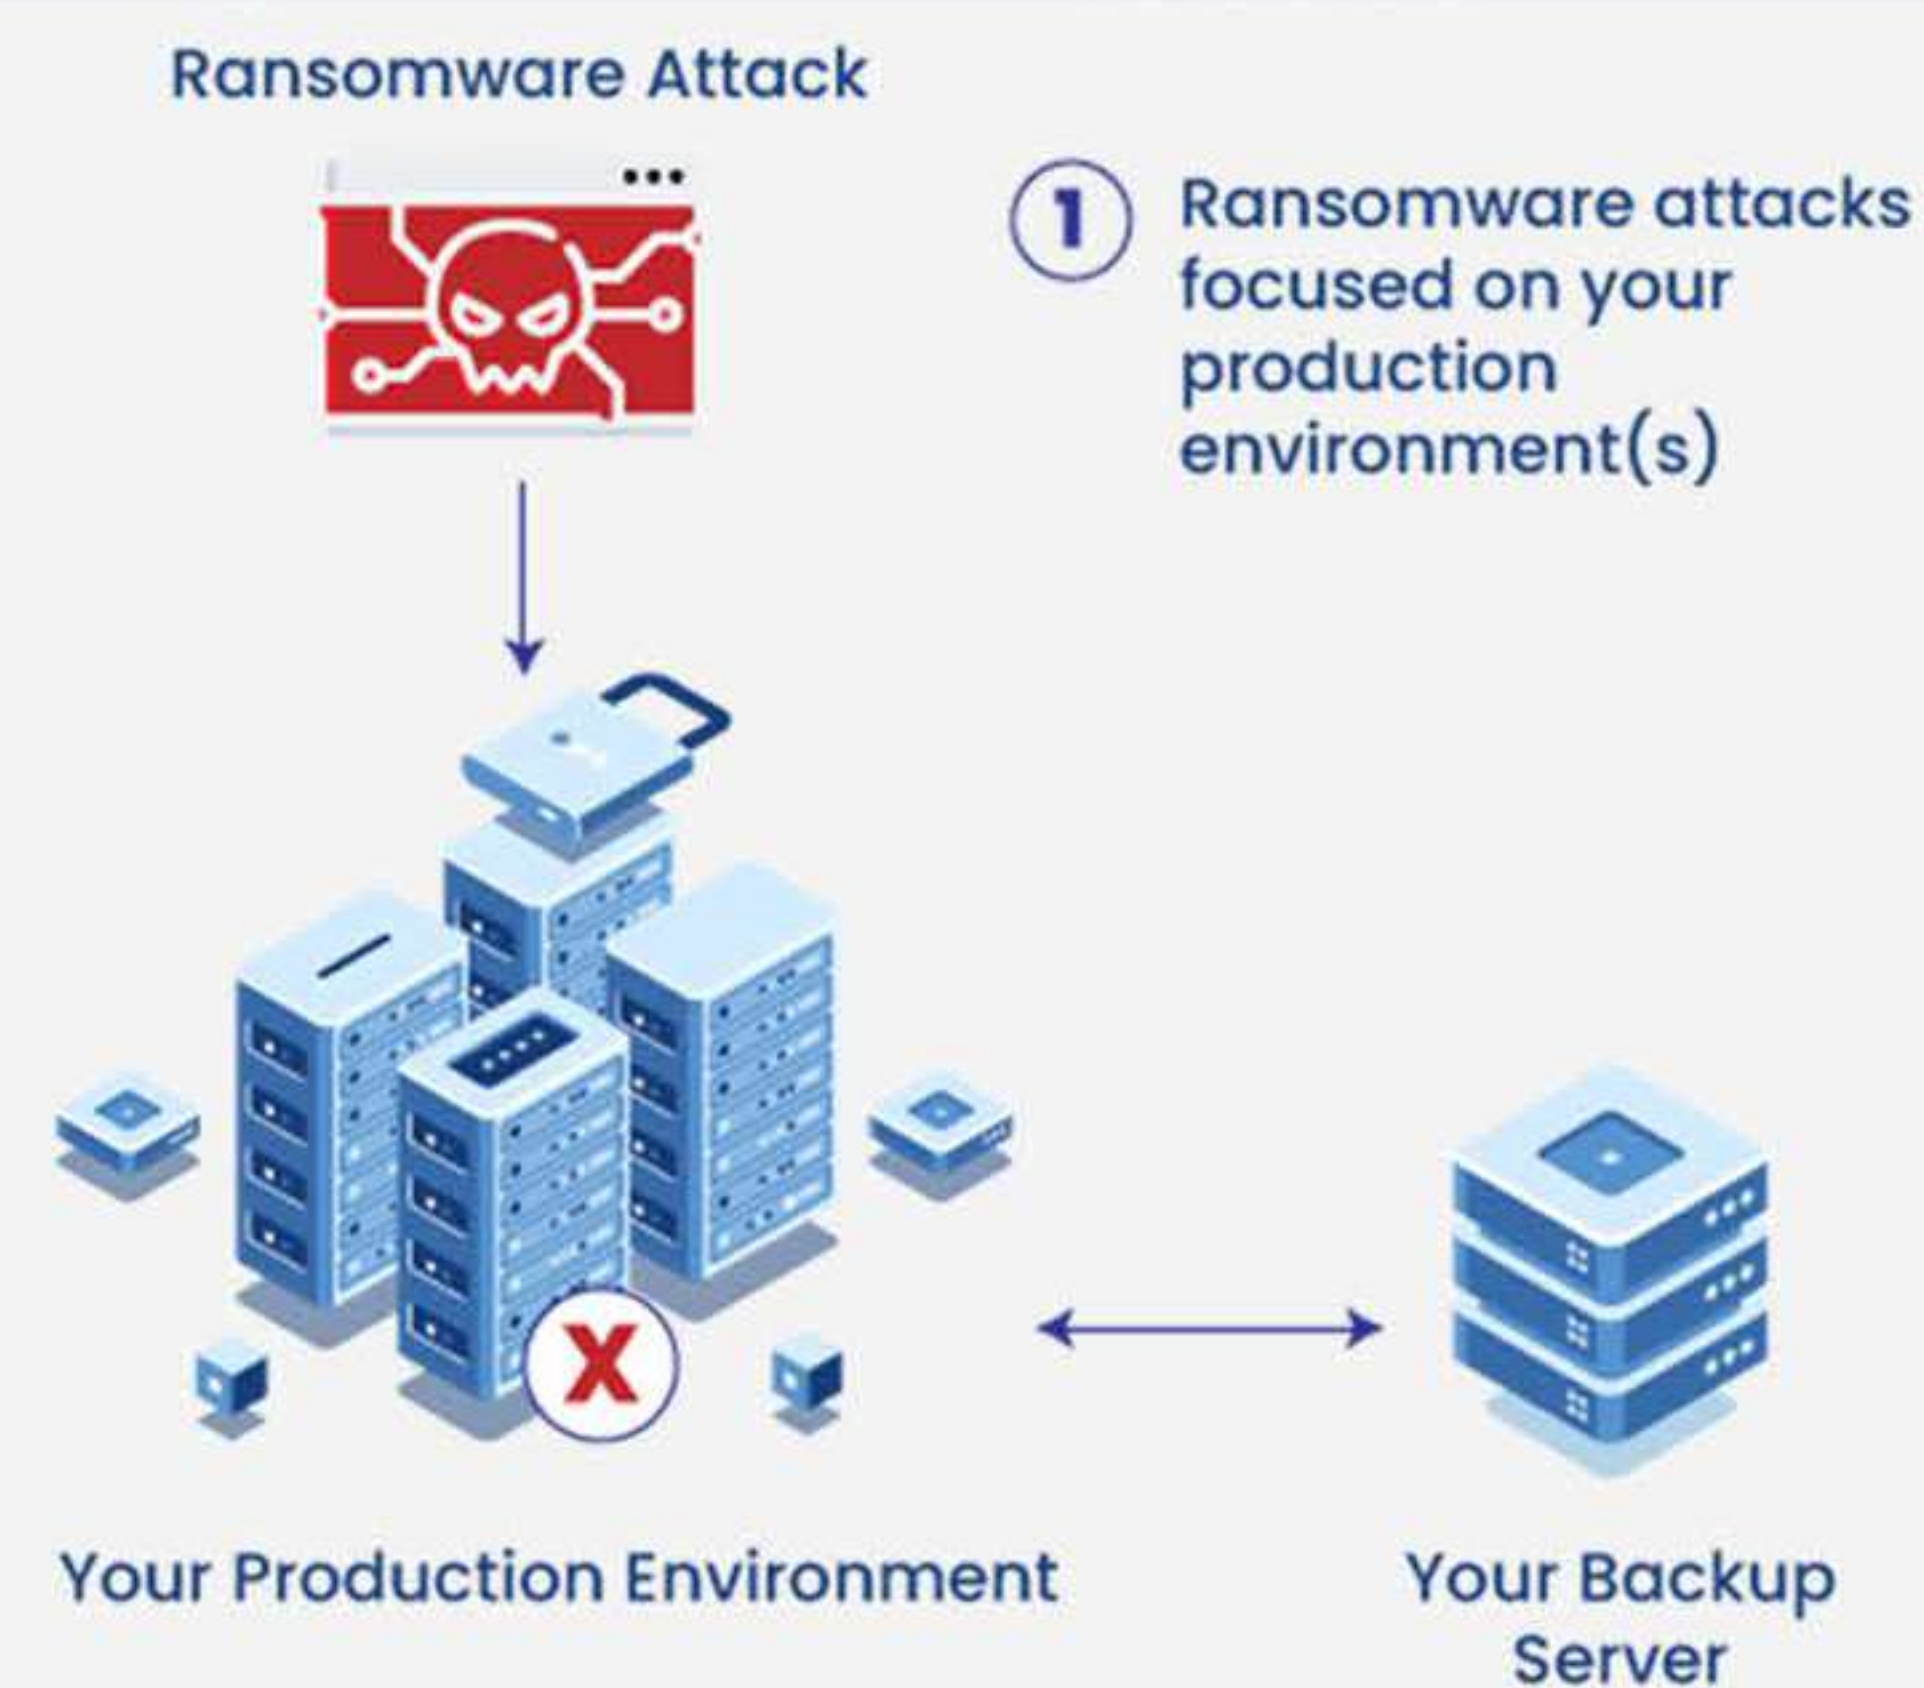 Ransomware Attack
1
Ransomware attacks
focused on your
production
environment(s)
X
Your Production Environment
Your Backup
Server